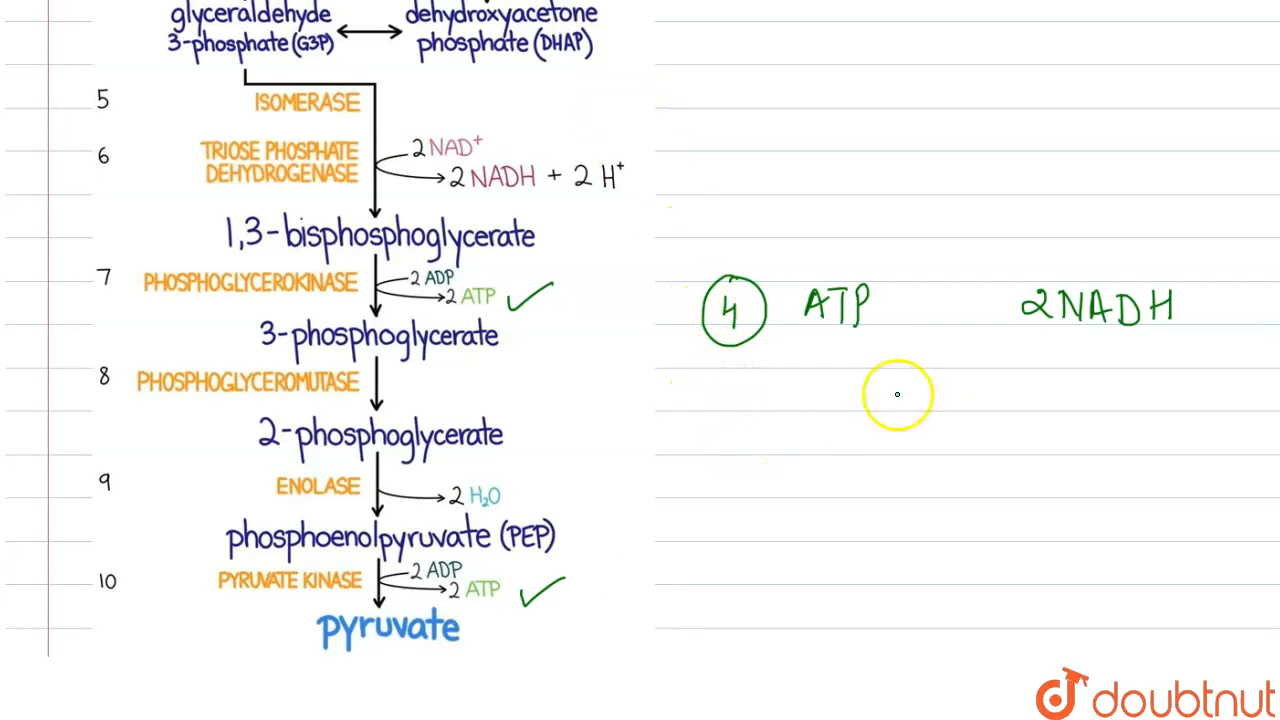 glyceraldehyde
3-phosphate (G3P)
dehydroxyacetone
phosphate (DHAP)
5
ISOMERASE
6
TRIOSE PHOSPHATE
DEHYDROGENASE
2 NAD+
2 NADH + 2 H+
1,3-bisphosphoglycerate
7
PHOSPHOGLYCEROKINASE
2 ADP
2 ATP
3-phosphoglycerate
4 ATP 2NADH
8
PHOSPHOGLYCEROMUTASE
2-phosphoglycerate
9
ENOLASE
2 H₂O
phosphoenolpyruvate (PEP)
10
PYRUVATE KINASE
2 ADP
2 ATP
pyruvate
doubtnut